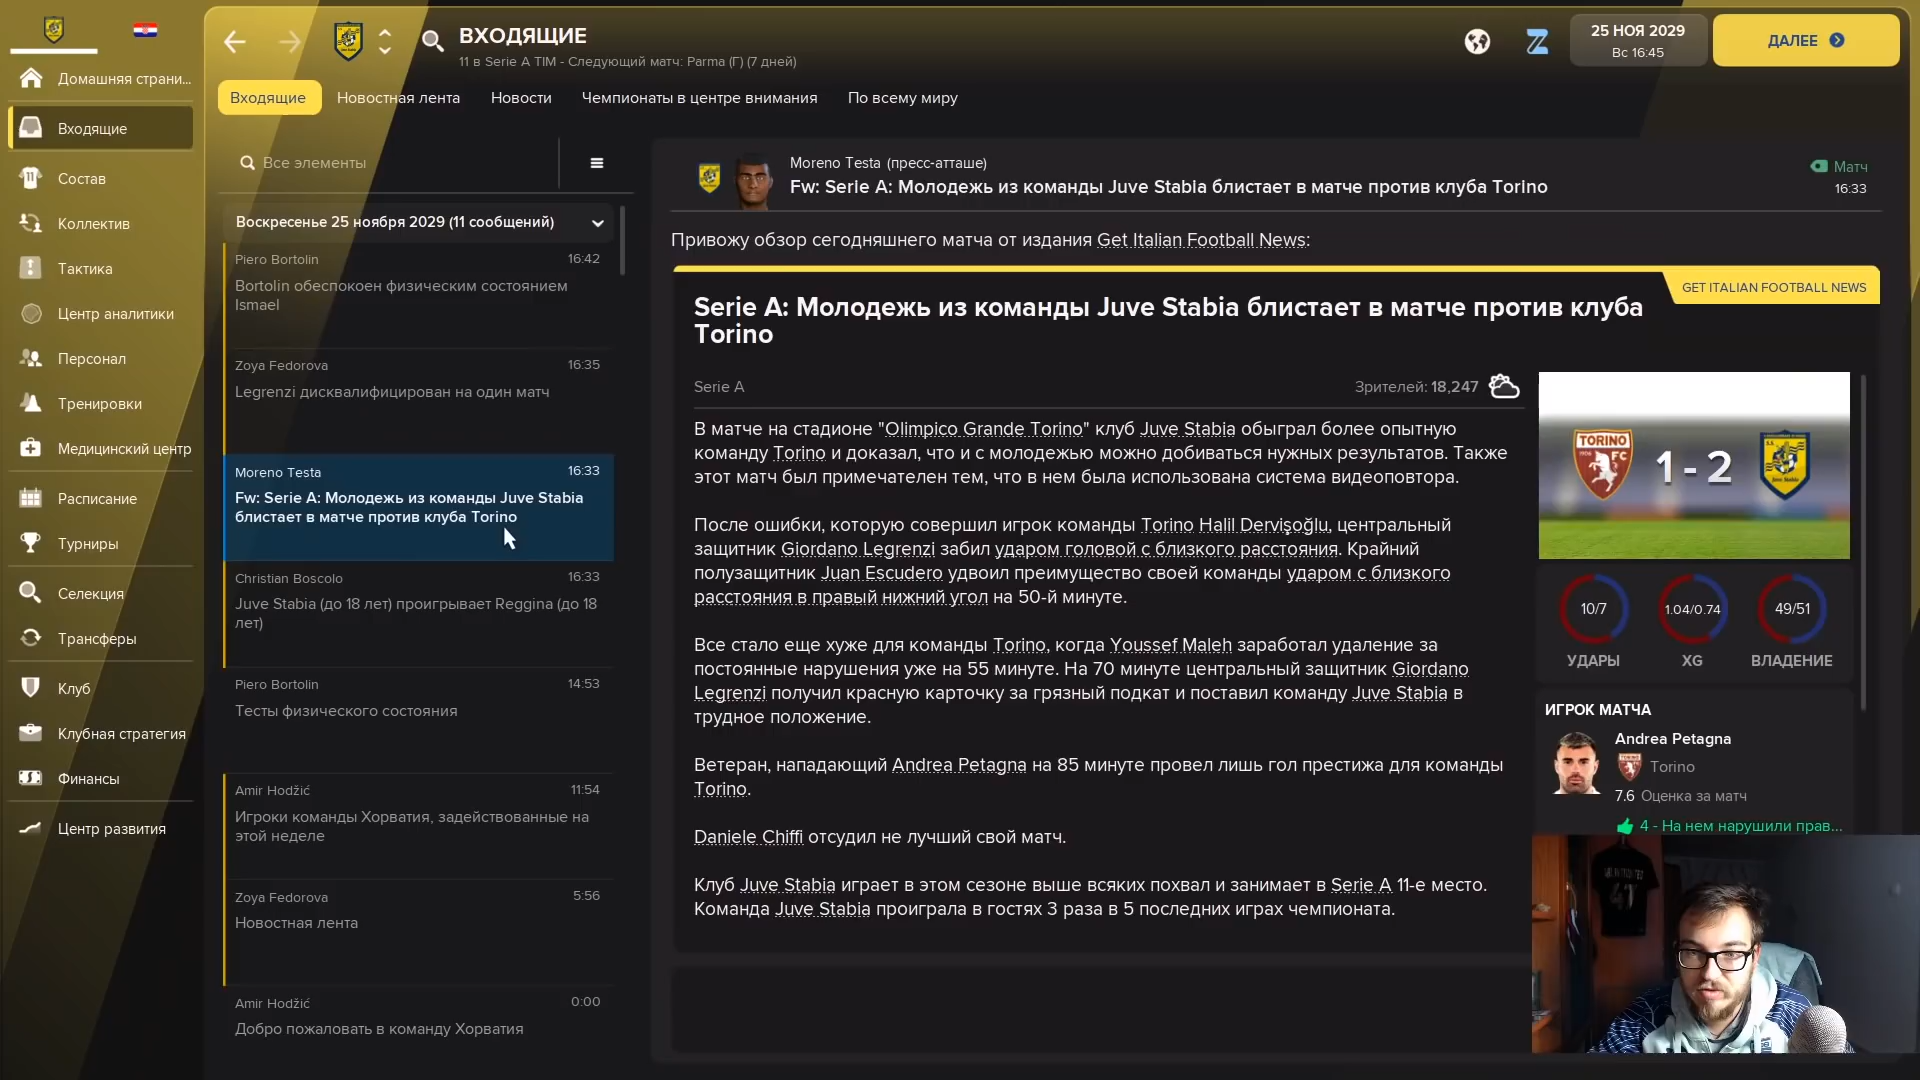 ВХОДЯЩИЕ
11 в Serie A TIM - Следующий матч: Parma (Г) (7 дней)
25 НОЯ 2029
Вс 16:45
ДАЛЕЕ
Домашняя страни...
Входящие
Состав
Коллектив
Тактика
Центр аналитики
Персонал
Тренировки
Медицинский центр
Расписание
Турниры
Селекция
Трансферы
Клуб
Клубная стратегия
Финансы
Центр развития
Входящие
Новостная лента
Новости
Чемпионаты в центре внимания
По всему миру
Все элементы
Воскресенье 25 ноября 2029 (11 сообщений)
Piero Bortolin 16:42
Bortolin обеспокоен физическим состоянием
Ismael
Zoya Fedorova 16:35
Legrenzi дисквалифицирован на один матч
Moreno Testa 16:33
Fw: Serie A: Молодежь из команды Juve Stabia
блистает в матче против клуба Torino
Christian Boscolo 16:33
Juve Stabia (до 18 лет) проигрывает Reggina (до 18
лет)
Piero Bortolin 14:53
Тесты физического состояния
Amir Hodžić 11:54
Игроки команды Хорватия, задействованные на
этой неделе
Zoya Fedorova 5:56
Новостная лента
Amir Hodžić 0:00
Добро пожаловать в команду Хорватия
Moreno Testa (пресс-атташе)
Fw: Serie A: Молодежь из команды Juve Stabia блистает в матче против клуба Torino
Матч
16:33
Привожу обзор сегодняшнего матча от издания Get Italian Football News:
GET ITALIAN FOOTBALL NEWS
Serie A: Молодежь из команды Juve Stabia блистает в матче против клуба
Torino
Serie A
Зрителей: 18,247
В матче на стадионе "Olimpico Grande Torino" клуб Juve Stabia обыграл более опытную
команду Torino и доказал, что и с молодежью можно добиваться нужных результатов. Также
этот матч был примечателен тем, что в нем была использована система видеоповтора.
После ошибки, которую совершил игрок команды Torino Halil Dervişoğlu, центральный
защитник Giordano Legrenzi забил ударом головой с близкого расстояния. Крайний
полузащитник Juan Escudero удвоил преимущество своей команды ударом с близкого
расстояния в правый нижний угол на 50-й минуте.
Все стало еще хуже для команды Torino, когда Youssef Maleh заработал удаление за
постоянные нарушения уже на 55 минуте. На 70 минуте центральный защитник Giordano
Legrenzi получил красную карточку за грязный подкат и поставил команду Juve Stabia в
трудное положение.
Ветеран, нападающий Andrea Petagna на 85 минуте провел лишь гол престижа для команды
Torino.
Daniele Chiffi отсудил не лучший свой матч.
Клуб Juve Stabia играет в этом сезоне выше всяких похвал и занимает в Serie A 11-е место.
Команда Juve Stabia проиграла в гостях 3 раза в 5 последних играх чемпионата.
TORINO
FC
1 - 2
10/7
1.04/0.74
49/51
УДАРЫ
XG
ВЛАДЕНИЕ
ИГРОК МАТЧА
Andrea Petagna
Torino
7.6 Оценка за матч
4 - На нем нарушили прав...